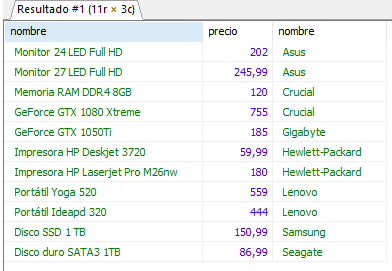 Resultado #1 (11r × 3c)
nombre precio nombre
Monitor 24 LED Full HD 202 Asus
Monitor 27 LED Full HD 245,99 Asus
Memoria RAM DDR4 8GB 120 Crucial
GeForce GTX 1080 Xtreme 755 Crucial
GeForce GTX 1050Ti 185 Gigabyte
Impresora HP Deskjet 3720 59,99 Hewlett-Packard
Impresora HP Laserjet Pro M26nw 180 Hewlett-Packard
Portátil Yoga 520 559 Lenovo
Portátil Ideapd 320 444 Lenovo
Disco SSD 1 TB 150,99 Samsung
Disco duro SATA3 1TB 86,99 Seagate